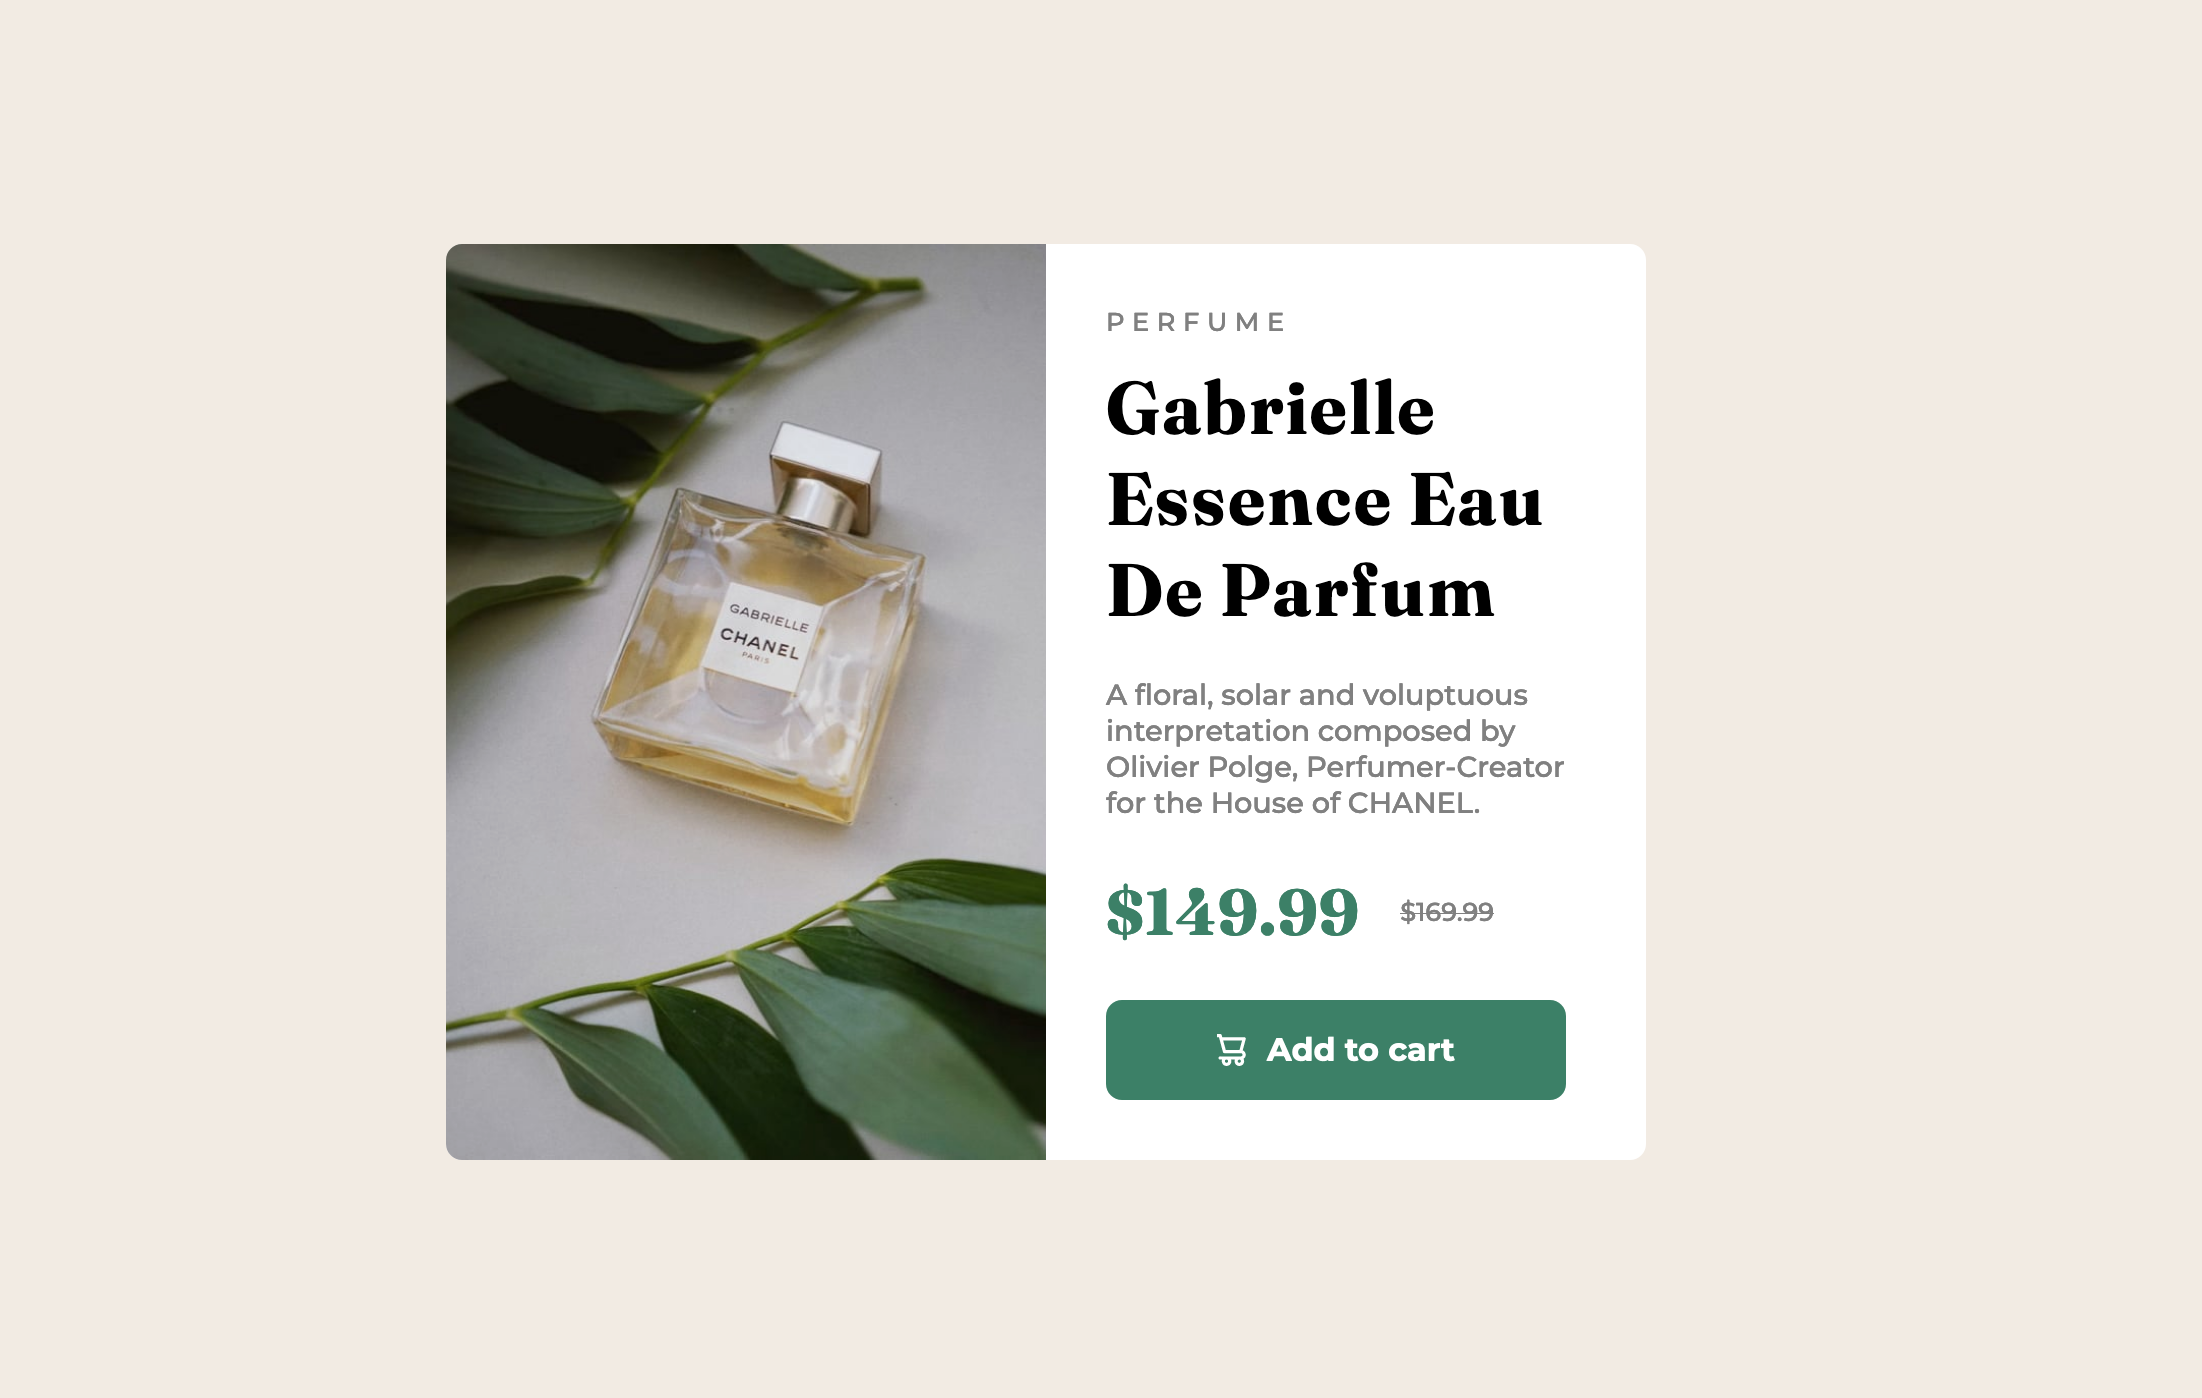 GABRIELLE
CHANEL
PARIS
PERFUME
Gabrielle
Essence Eau
De Parfum
A floral, solar and voluptuous
interpretation composed by
Olivier Polge, Perfumer-Creator
for the House of CHANEL.
$149.99 $169.99
Add to cart